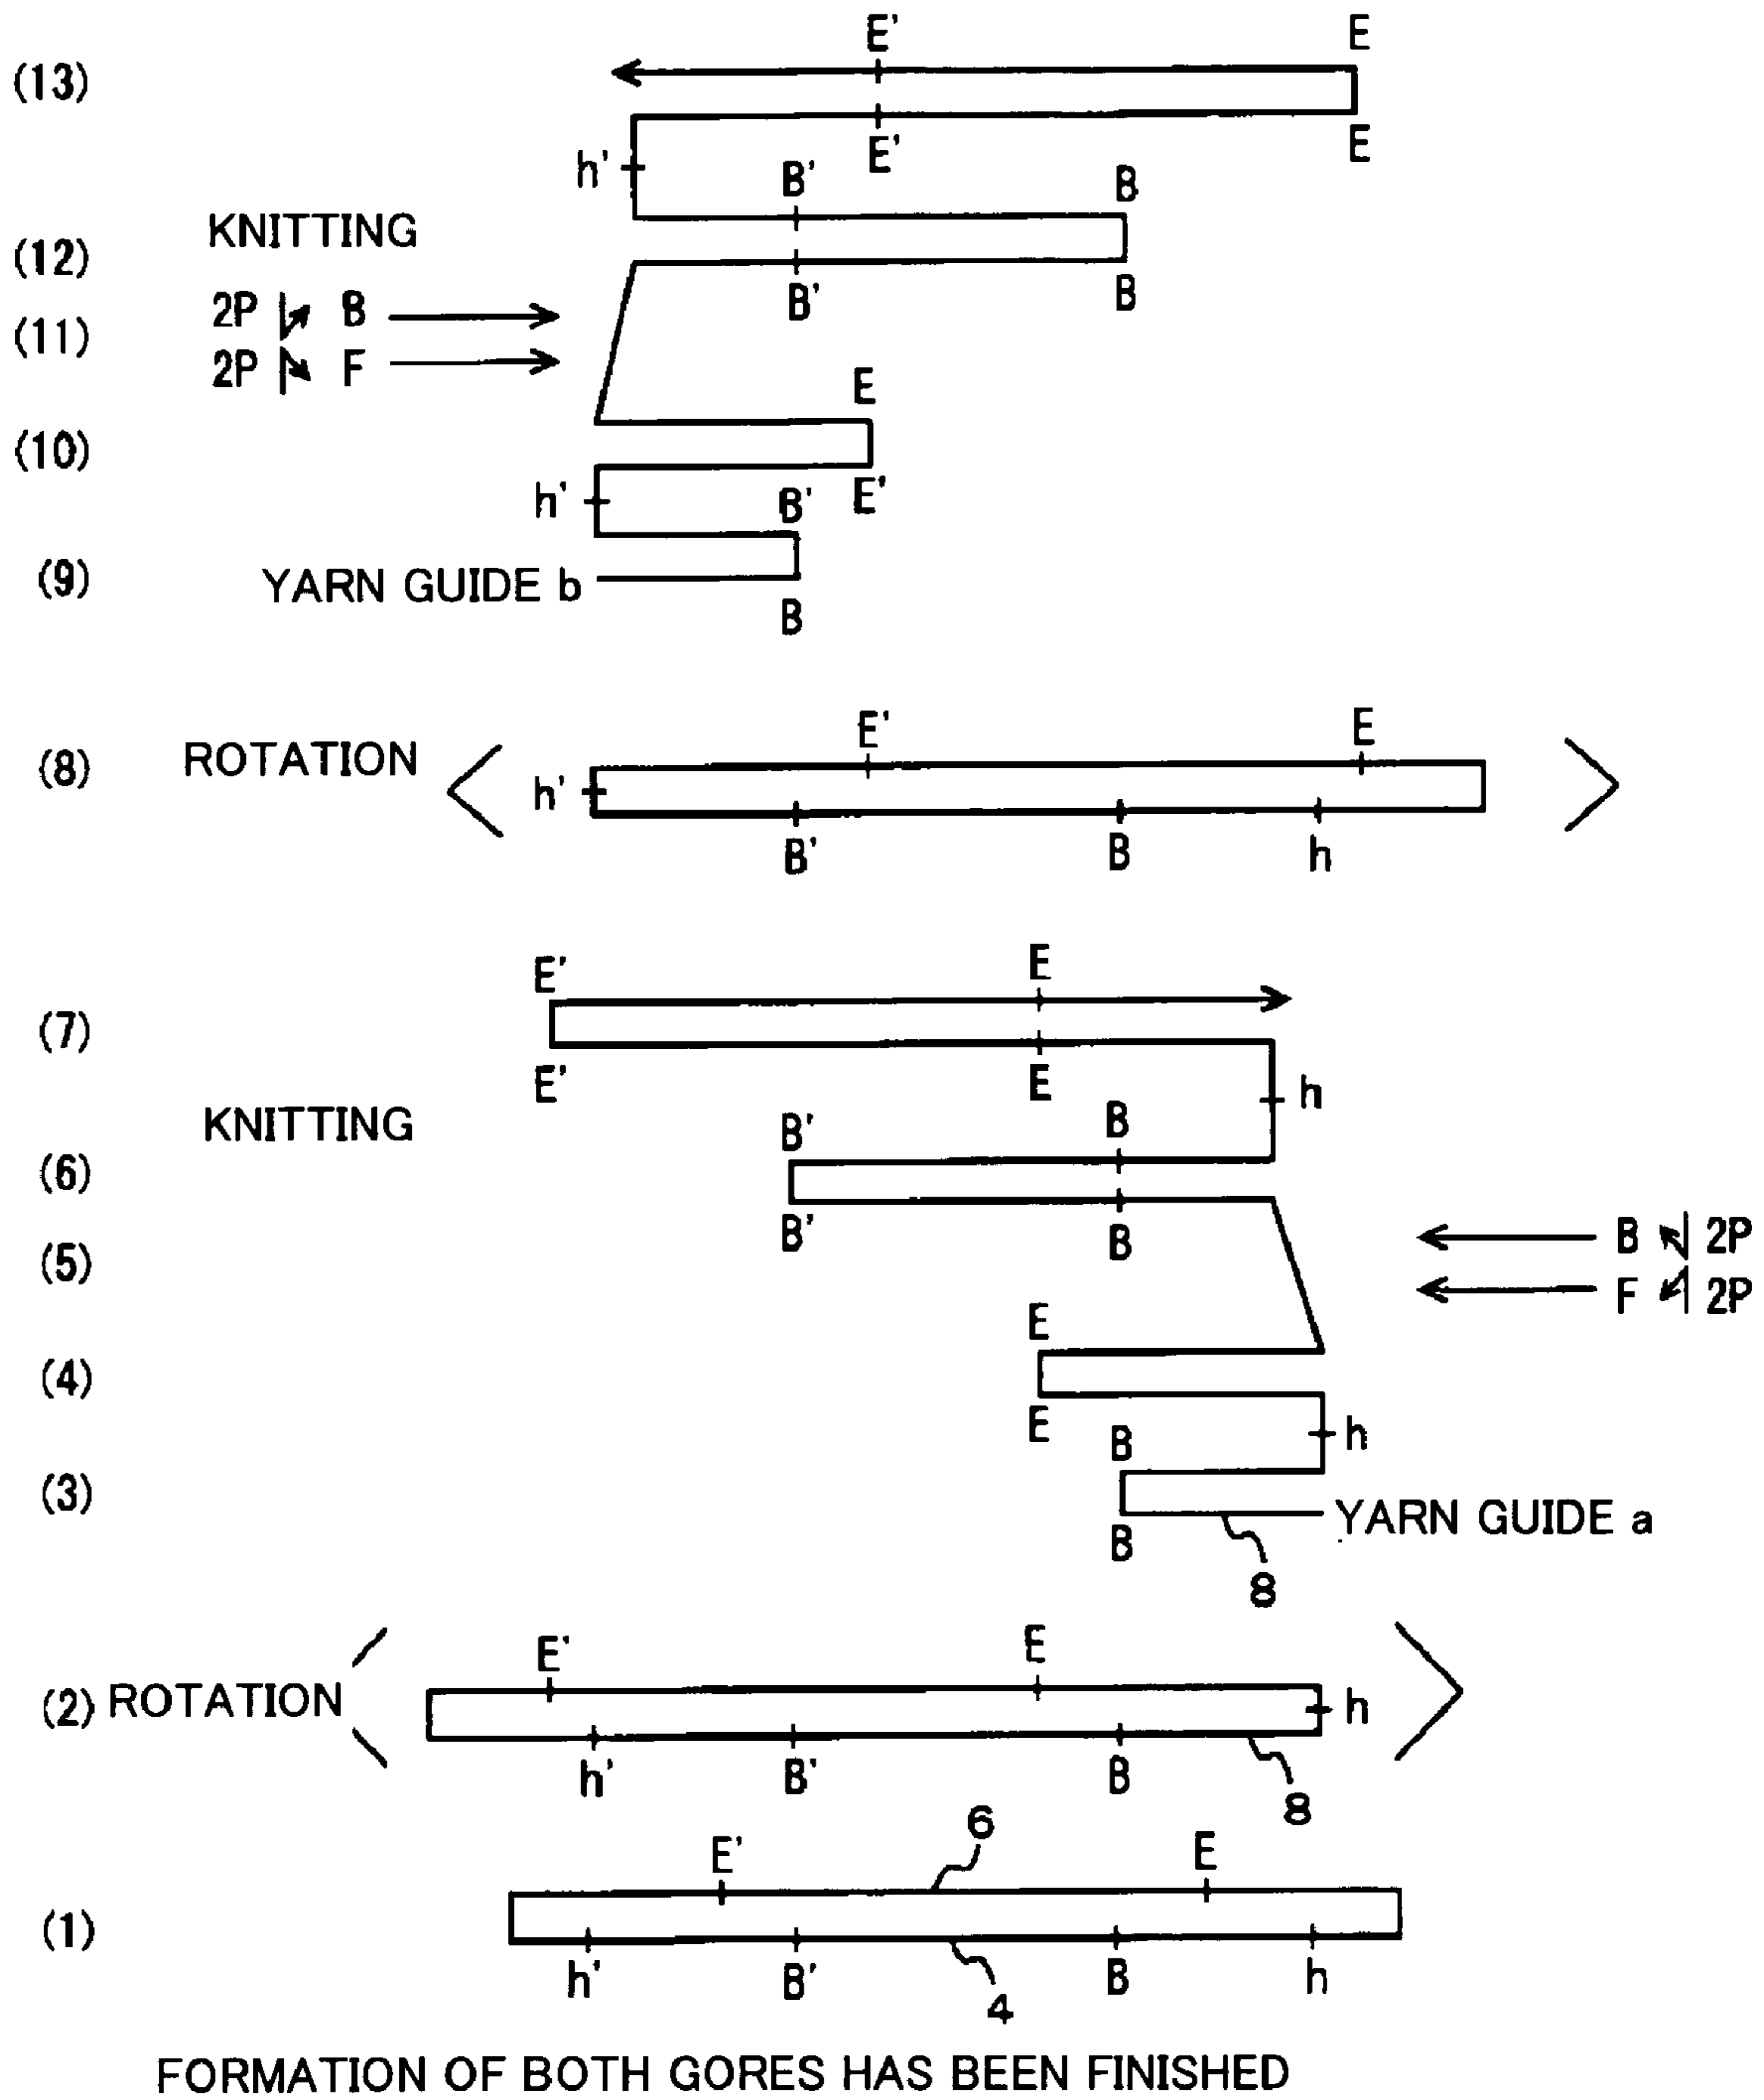 E' E
(13)
E' E
h'
B' B
KNITTING
(12)
B' B
2P B
(11)
2P F
E
(10)
E'
h' B'
(9) YARN GUIDE b
B
E' E
(8) ROTATION h'
B' B h
E' E
(7)
E' E h
KNITTING
B' B
(6)
B' B
B 2P
(5)
F 2P
E
(4)
E
B h
(3)
YARN GUIDE a
B
8
E' E
(2) ROTATION h
h' B' B
8
6
E' E
(1)
h' B' B h
4
FORMATION OF BOTH GORES HAS BEEN FINISHED